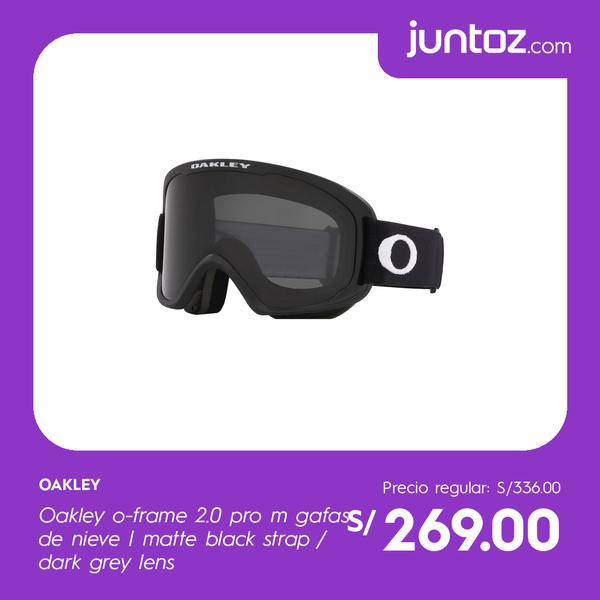 juntoz.com
OAKLEY
O
OAKLEY
Precio regular: S/336.00
Oakley o-frame 2.0 pro m gafas
de nieve | matte black strap /
dark grey lens
S/ 269.00